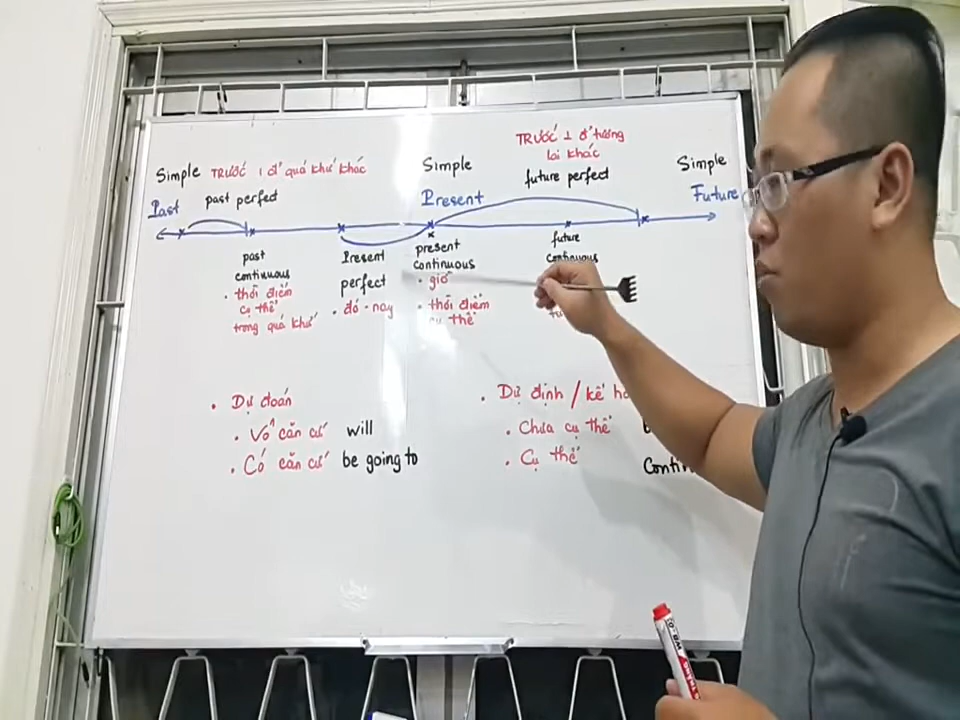 TRƯỚC 1 đ² tương
lai khác
Simple TRƯỚC 1 đ² quá khứ khác
Simple
future perfect
Simple
Past
past perfect
Present
Future
past
continuous
• thời điểm
cụ thể
trong quá khứ
Present
perfect
• đó - nay
present
continuous
• giờ
• thời điểm
cụ thể
future
continuous
• Dự đoán
• Vô căn cứ will
• Có căn cứ be going to
• Dự định / kế
• Chưa cụ thể
• Cụ thể